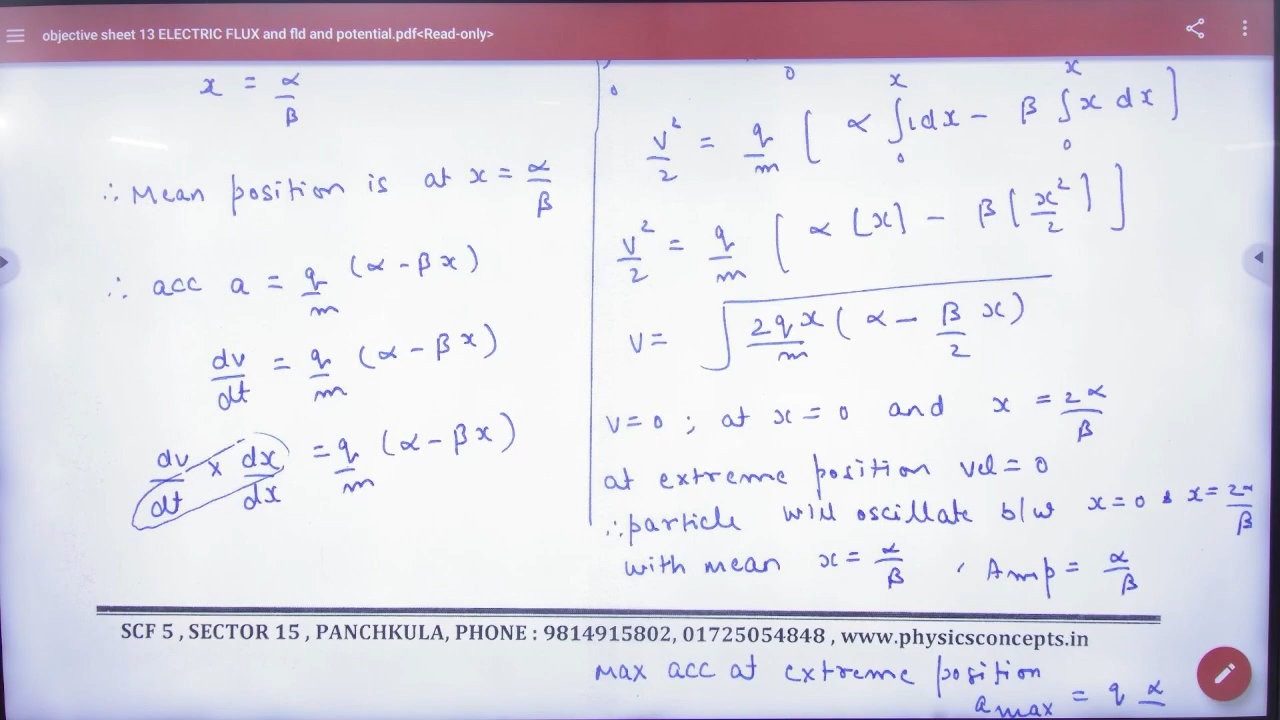 objective sheet 13 ELECTRIC FLUX and fld and potential.pdf<Read-only>
x = α/β
∴ Mean position is at x = α/β
∴ acc a = q/m (α - βx)
dv/dt = q/m (α - βx)
dv/dt × dx/dx = q/m (α - βx)
0
0
v²/2 = q/m [ α ∫₀ˣ 1dx - β ∫₀ˣ x dx ]
v²/2 = q/m [ α [x] - β [x²/2] ]
v = √(2qx/m (α - β/2 x))
v=0 ; at x = 0 and x = 2α/β
at extreme position vel = 0
∴ particle will oscillate b/w x = 0 & x = 2α/β
with mean x = α/β , Amp = α/β
SCF 5 , SECTOR 15 , PANCHKULA, PHONE : 9814915802, 01725054848 , www.physicsconcepts.in
Max acc at extreme position
a max = q α